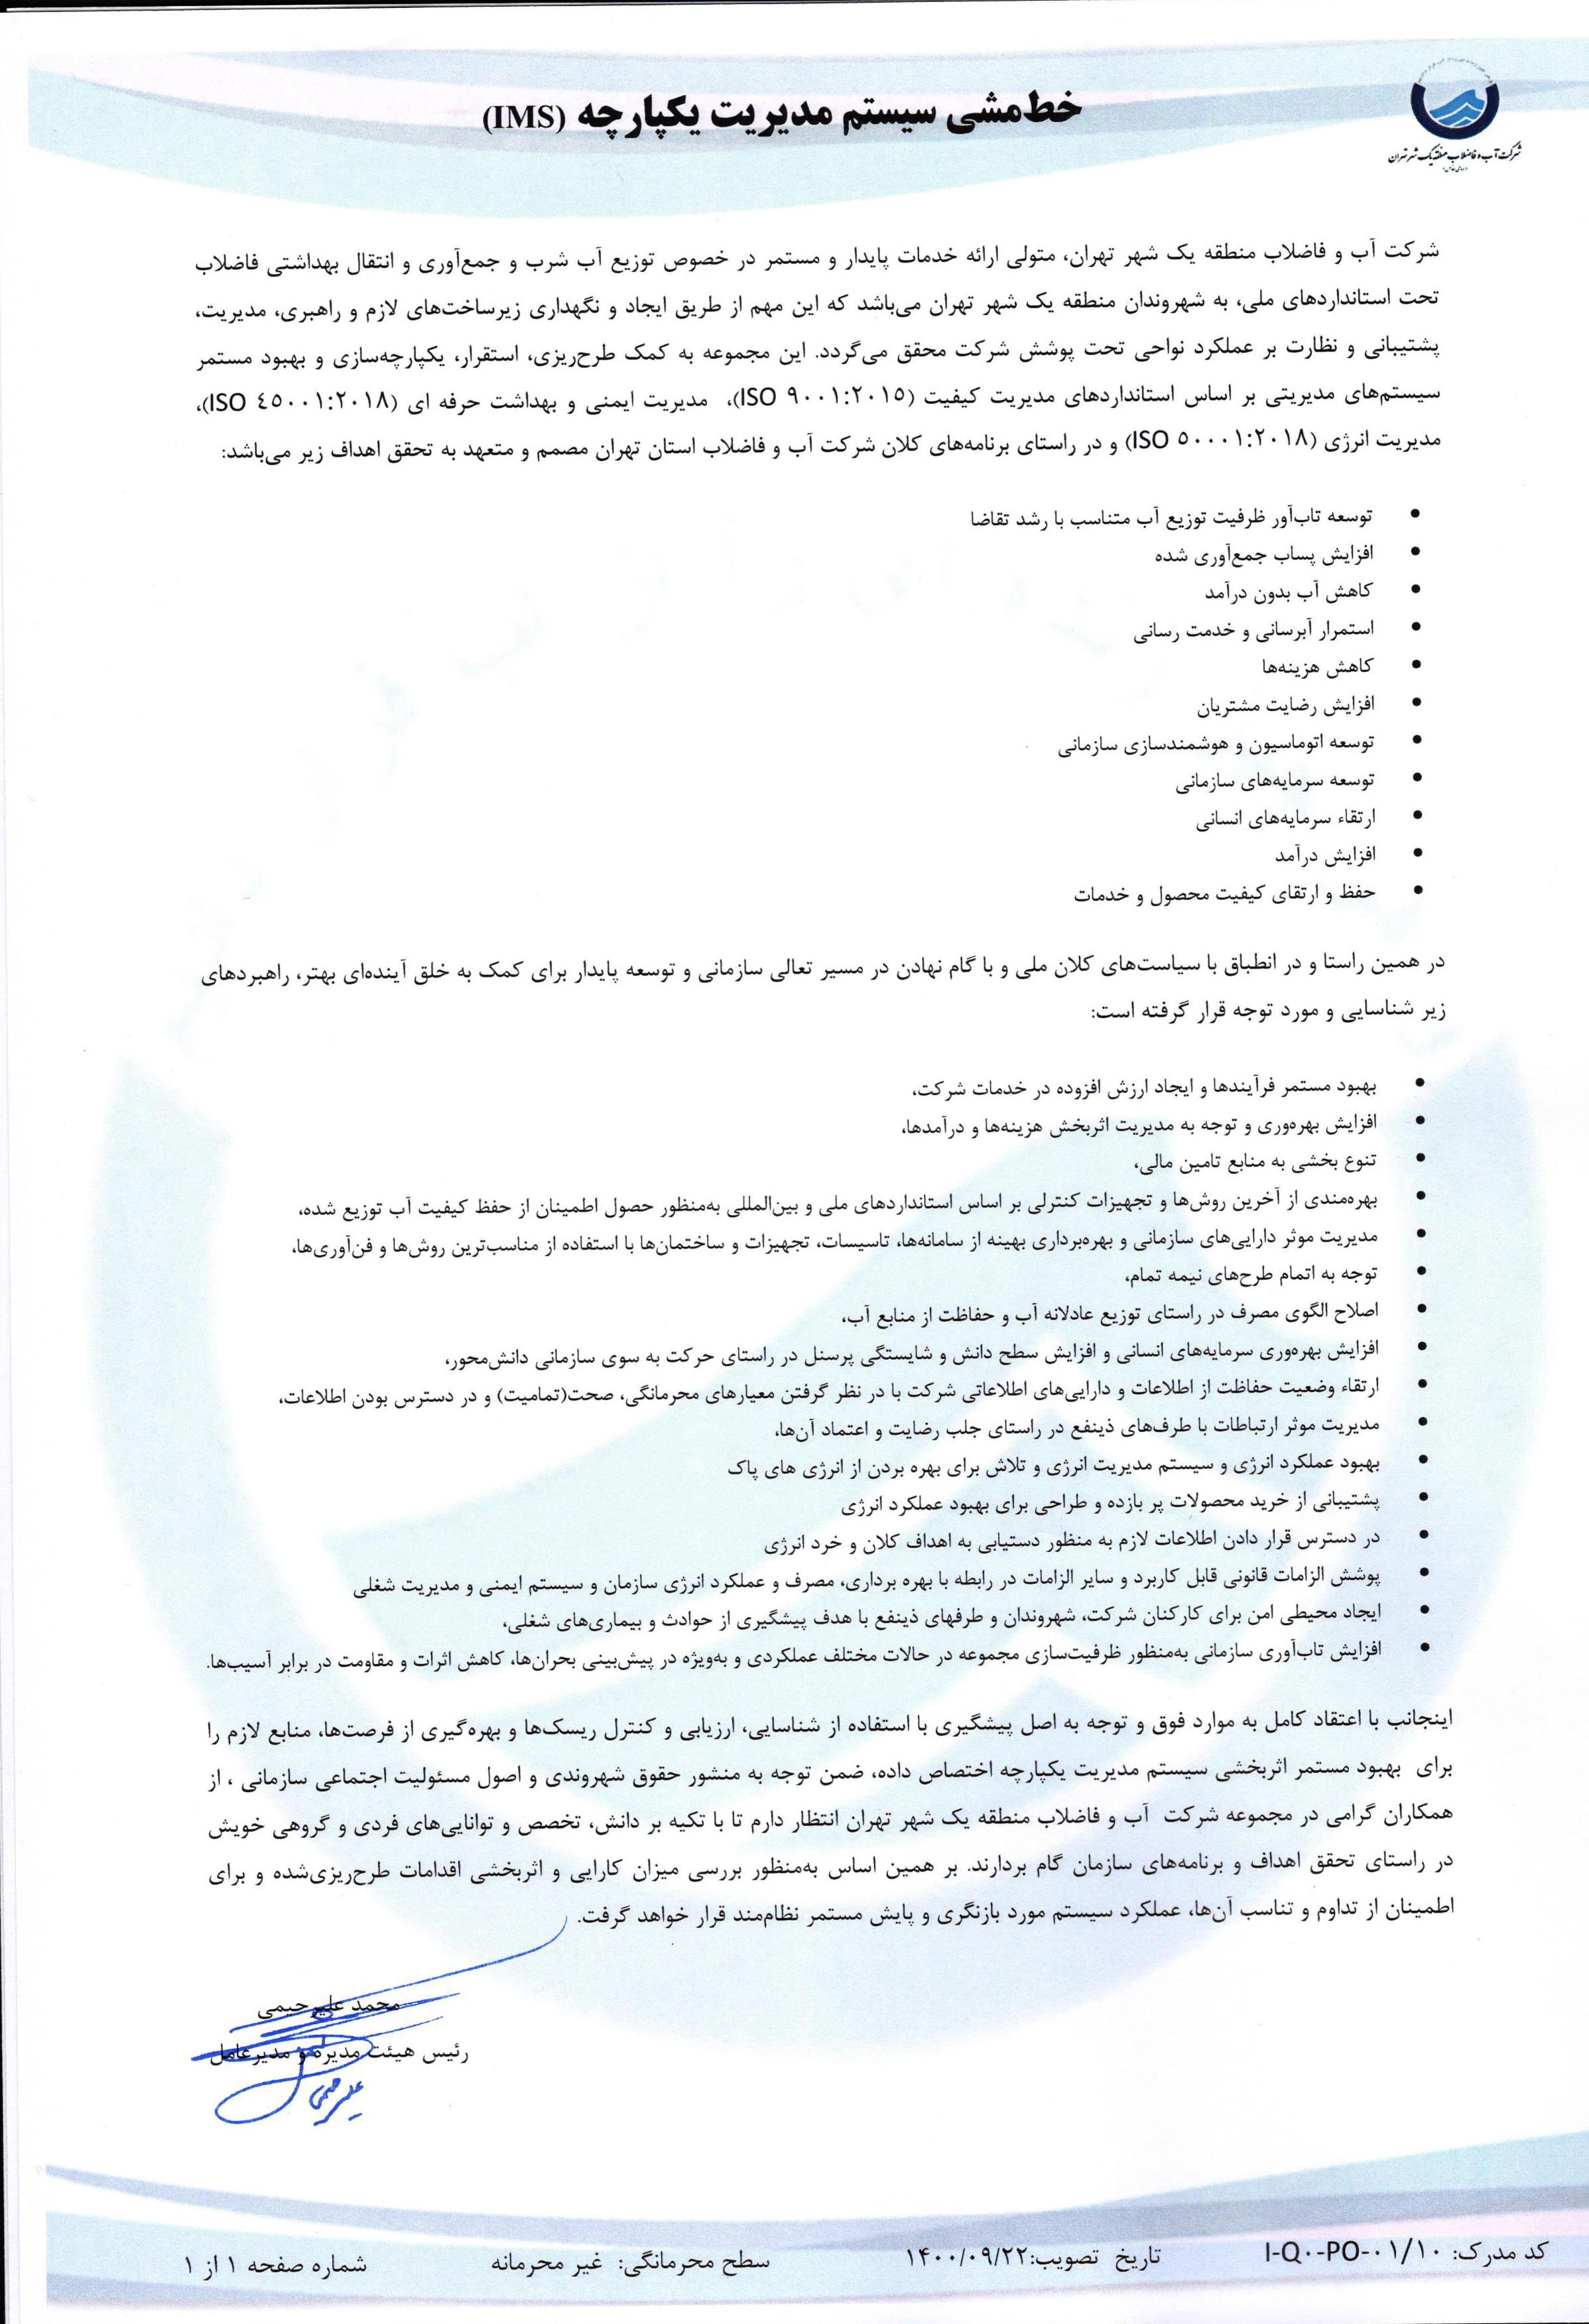 خط‌مشی سیستم مدیریت یکپارچه (IMS)
شرکت آب و فاضلاب منطقه یک شهر تهران
شرکت آب و فاضلاب منطقه یک شهر تهران، متولی ارائه خدمات پایدار و مستمر در خصوص توزیع آب شرب و جمع‌آوری و انتقال بهداشتی فاضلاب
تحت استانداردهای ملی، به شهروندان منطقه یک شهر تهران می‌باشد که این مهم از طریق ایجاد و نگهداری زیرساخت‌های لازم و راهبری، مدیریت،
پشتیبانی و نظارت بر عملکرد نواحی تحت پوشش شرکت محقق می‌گردد. این مجموعه به کمک طرح‌ریزی، استقرار، یکپارچه‌سازی و بهبود مستمر
سیستم‌های مدیریتی بر اساس استانداردهای مدیریت کیفیت (ISO ۹۰۰۱:۲۰۱۵)، مدیریت ایمنی و بهداشت حرفه ای (ISO ٤٥۰۰۱:۲۰۱۸)،
مدیریت انرژی (ISO ٥۰۰۰۱:۲۰۱۸) و در راستای برنامه‌های کلان شرکت آب و فاضلاب استان تهران مصمم و متعهد به تحقق اهداف زیر می‌باشد:
• توسعه تاب‌آور ظرفیت توزیع آب متناسب با رشد تقاضا
• افزایش پساب جمع‌آوری شده
• کاهش آب بدون درآمد
• استمرار آبرسانی و خدمت رسانی
• کاهش هزینه‌ها
• افزایش رضایت مشتریان
• توسعه اتوماسیون و هوشمندسازی سازمانی
• توسعه سرمایه‌های سازمانی
• ارتقاء سرمایه‌های انسانی
• افزایش درآمد
• حفظ و ارتقای کیفیت محصول و خدمات
در همین راستا و در انطباق با سیاست‌های کلان ملی و با گام نهادن در مسیر تعالی سازمانی و توسعه پایدار برای کمک به خلق آینده‌ای بهتر، راهبردهای
زیر شناسایی و مورد توجه قرار گرفته است:
• بهبود مستمر فرآیندها و ایجاد ارزش افزوده در خدمات شرکت،
• افزایش بهره‌وری و توجه به مدیریت اثربخش هزینه‌ها و درآمدها،
• تنوع بخشی به منابع تامین مالی،
• بهره‌مندی از آخرین روش‌ها و تجهیزات کنترلی بر اساس استانداردهای ملی و بین‌المللی به‌منظور حصول اطمینان از حفظ کیفیت آب توزیع شده،
• مدیریت موثر دارایی‌های سازمانی و بهره‌برداری بهینه از سامانه‌ها، تاسیسات، تجهیزات و ساختمان‌ها با استفاده از مناسب‌ترین روش‌ها و فن‌آوری‌ها،
• توجه به اتمام طرح‌های نیمه تمام،
• اصلاح الگوی مصرف در راستای توزیع عادلانه آب و حفاظت از منابع آب،
• افزایش بهره‌وری سرمایه‌های انسانی و افزایش سطح دانش و شایستگی پرسنل در راستای حرکت به سوی سازمانی دانش‌محور،
• ارتقاء وضعیت حفاظت از اطلاعات و دارایی‌های اطلاعاتی شرکت با در نظر گرفتن معیارهای محرمانگی، صحت(تمامیت) و در دسترس بودن اطلاعات،
• مدیریت موثر ارتباطات با طرف‌های ذینفع در راستای جلب رضایت و اعتماد آن‌ها،
• بهبود عملکرد انرژی و سیستم مدیریت انرژی و تلاش برای بهره بردن از انرژی های پاک
• پشتیبانی از خرید محصولات پر بازده و طراحی برای بهبود عملکرد انرژی
• در دسترس قرار دادن اطلاعات لازم به منظور دستیابی به اهداف کلان و خرد انرژی
• پوشش الزامات قانونی قابل کاربرد و سایر الزامات در رابطه با بهره برداری، مصرف و عملکرد انرژی سازمان و سیستم ایمنی و مدیریت شغلی
• ایجاد محیطی امن برای کارکنان شرکت، شهروندان و طرفهای ذینفع با هدف پیشگیری از حوادث و بیماری‌های شغلی،
• افزایش تاب‌آوری سازمانی به‌منظور ظرفیت‌سازی مجموعه در حالات مختلف عملکردی و به‌ویژه در پیش‌بینی بحران‌ها، کاهش اثرات و مقاومت در برابر آسیب‌ها.
اینجانب با اعتقاد کامل به موارد فوق و توجه به اصل پیشگیری با استفاده از شناسایی، ارزیابی و کنترل ریسک‌ها و بهره‌گیری از فرصت‌ها، منابع لازم را
برای بهبود مستمر اثربخشی سیستم مدیریت یکپارچه اختصاص داده، ضمن توجه به منشور حقوق شهروندی و اصول مسئولیت اجتماعی سازمانی ، از
همکاران گرامی در مجموعه شرکت آب و فاضلاب منطقه یک شهر تهران انتظار دارم تا با تکیه بر دانش، تخصص و توانایی‌های فردی و گروهی خویش
در راستای تحقق اهداف و برنامه‌های سازمان گام بردارند. بر همین اساس به‌منظور بررسی میزان کارایی و اثربخشی اقدامات طرح‌ریزی‌شده و برای
اطمینان از تداوم و تناسب آن‌ها، عملکرد سیستم مورد بازنگری و پایش مستمر نظام‌مند قرار خواهد گرفت.
محمد علیرحیمی
رئیس هیئت مدیره و مدیرعامل
علیرحیمی
کد مدرک: I-Q۰-PO-۰۱/۱۰ تاریخ تصویب:۱۴۰۰/۰۹/۲۲ سطح محرمانگی: غیر محرمانه شماره صفحه ۱ از ۱